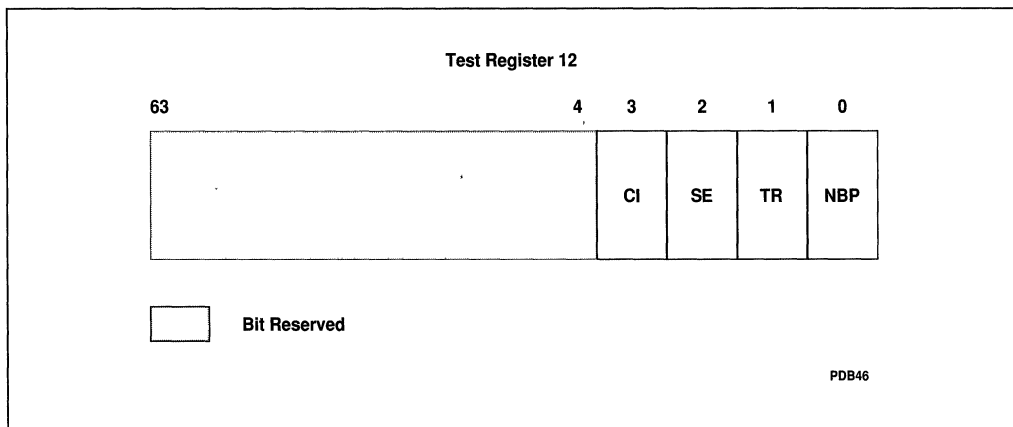 Test Register 12
63 4 3 2 1 0
CI SE TR NBP
Bit Reserved
PDB46